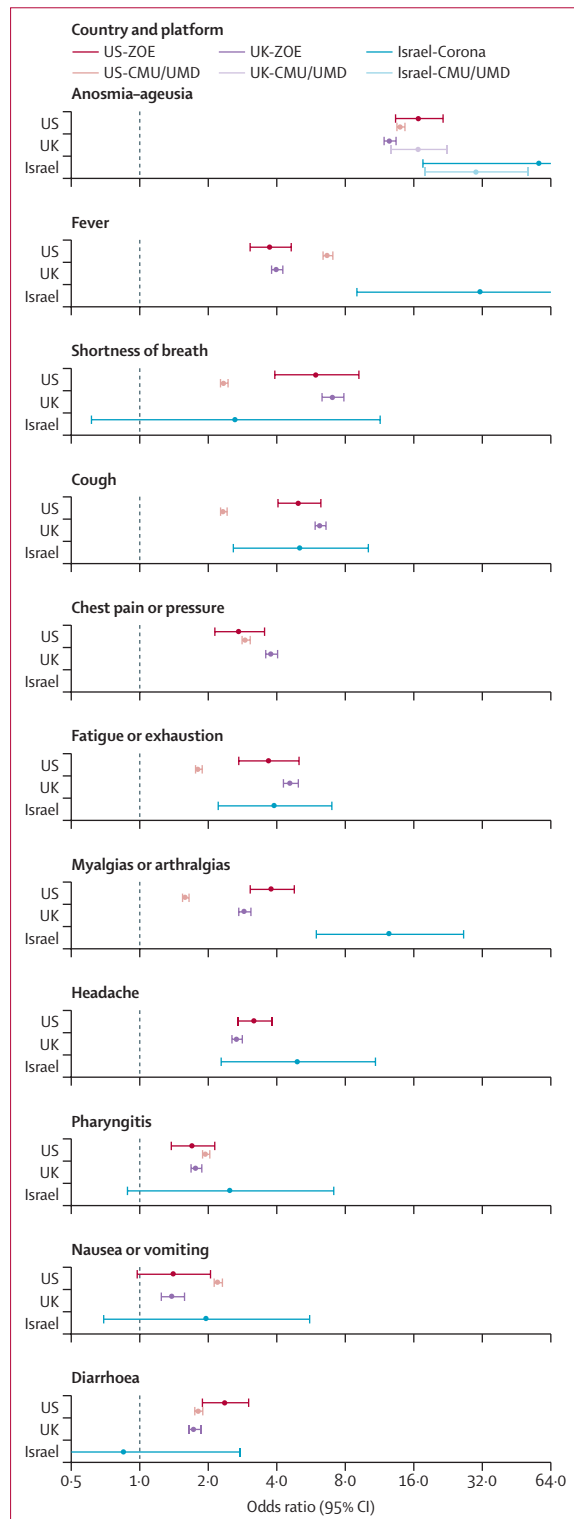 Country and platform
US-ZOE UK-ZOE Israel-Corona
US-CMU/UMD UK-CMU/UMD Israel-CMU/UMD
Anosmia–ageusia
US
UK
Israel
Fever
US
UK
Israel
Shortness of breath
US
UK
Israel
Cough
US
UK
Israel
Chest pain or pressure
US
UK
Israel
Fatigue or exhaustion
US
UK
Israel
Myalgias or arthralgias
US
UK
Israel
Headache
US
UK
Israel
Pharyngitis
US
UK
Israel
Nausea or vomiting
US
UK
Israel
Diarrhoea
US
UK
Israel
0·5 1·0 2·0 4·0 8·0 16·0 32·0 64·0
Odds ratio (95% CI)